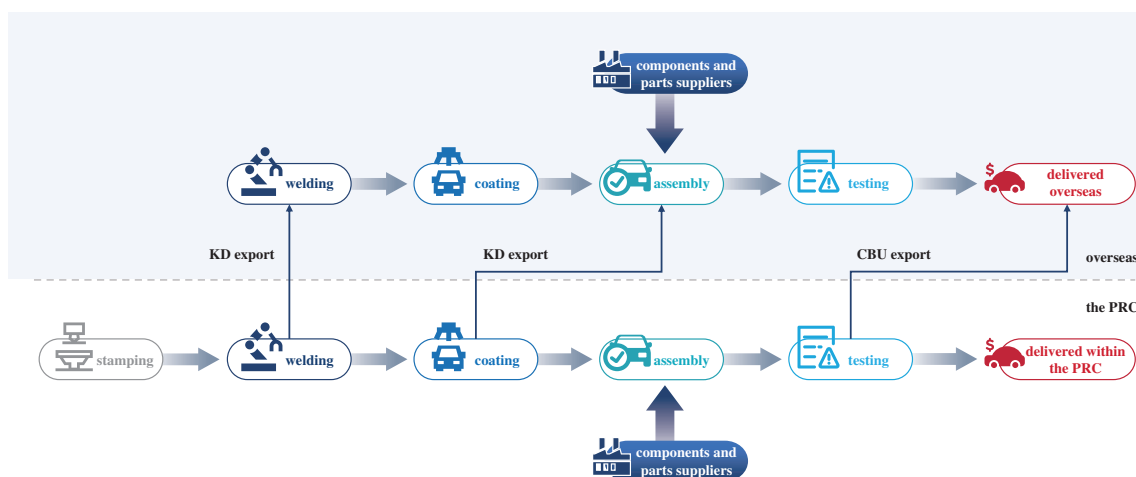 components and
parts suppliers
welding
coating
assembly
testing
delivered
overseas
KD export
KD export
CBU export
overseas
the PRC
stamping
welding
coating
assembly
testing
delivered within
the PRC
components and
parts suppliers